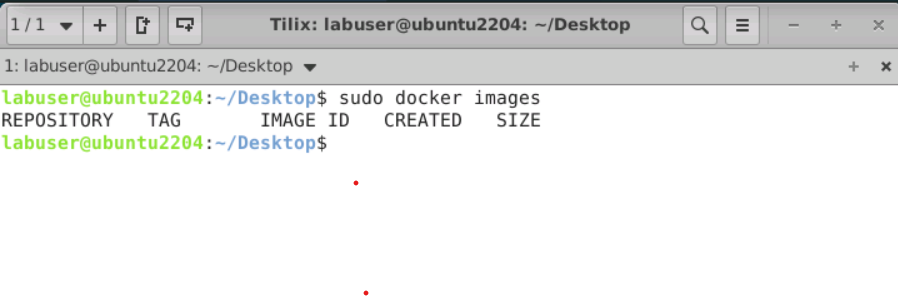 1 / 1
Tilix: labuser@ubuntu2204: ~/Desktop
1: labuser@ubuntu2204: ~/Desktop
labuser@ubuntu2204:~/Desktop$ sudo docker images
REPOSITORY   TAG       IMAGE ID   CREATED   SIZE
labuser@ubuntu2204:~/Desktop$